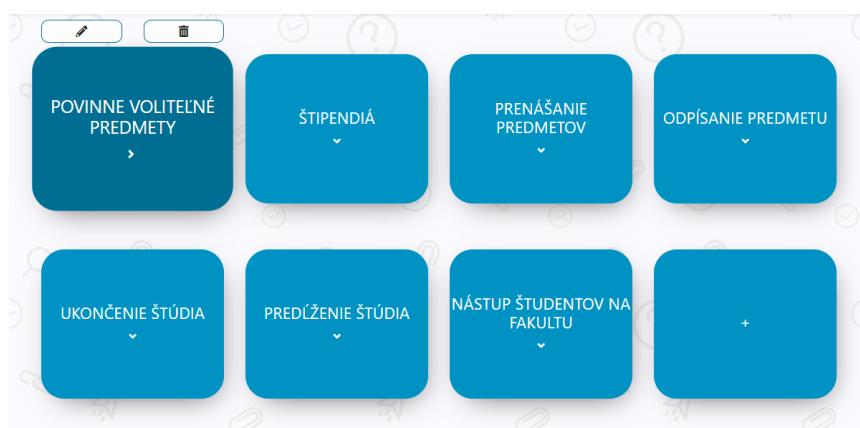 POVINNE VOLITEĽNÉ
PREDMETY
ŠTIPENDIÁ
PRENÁŠANIE
PREDMETOV
ODPÍSANIE PREDMETU
UKONČENIE ŠTÚDIA
PREDĹŽENIE ŠTÚDIA
NÁSTUP ŠTUDENTOV NA
FAKULTU
+